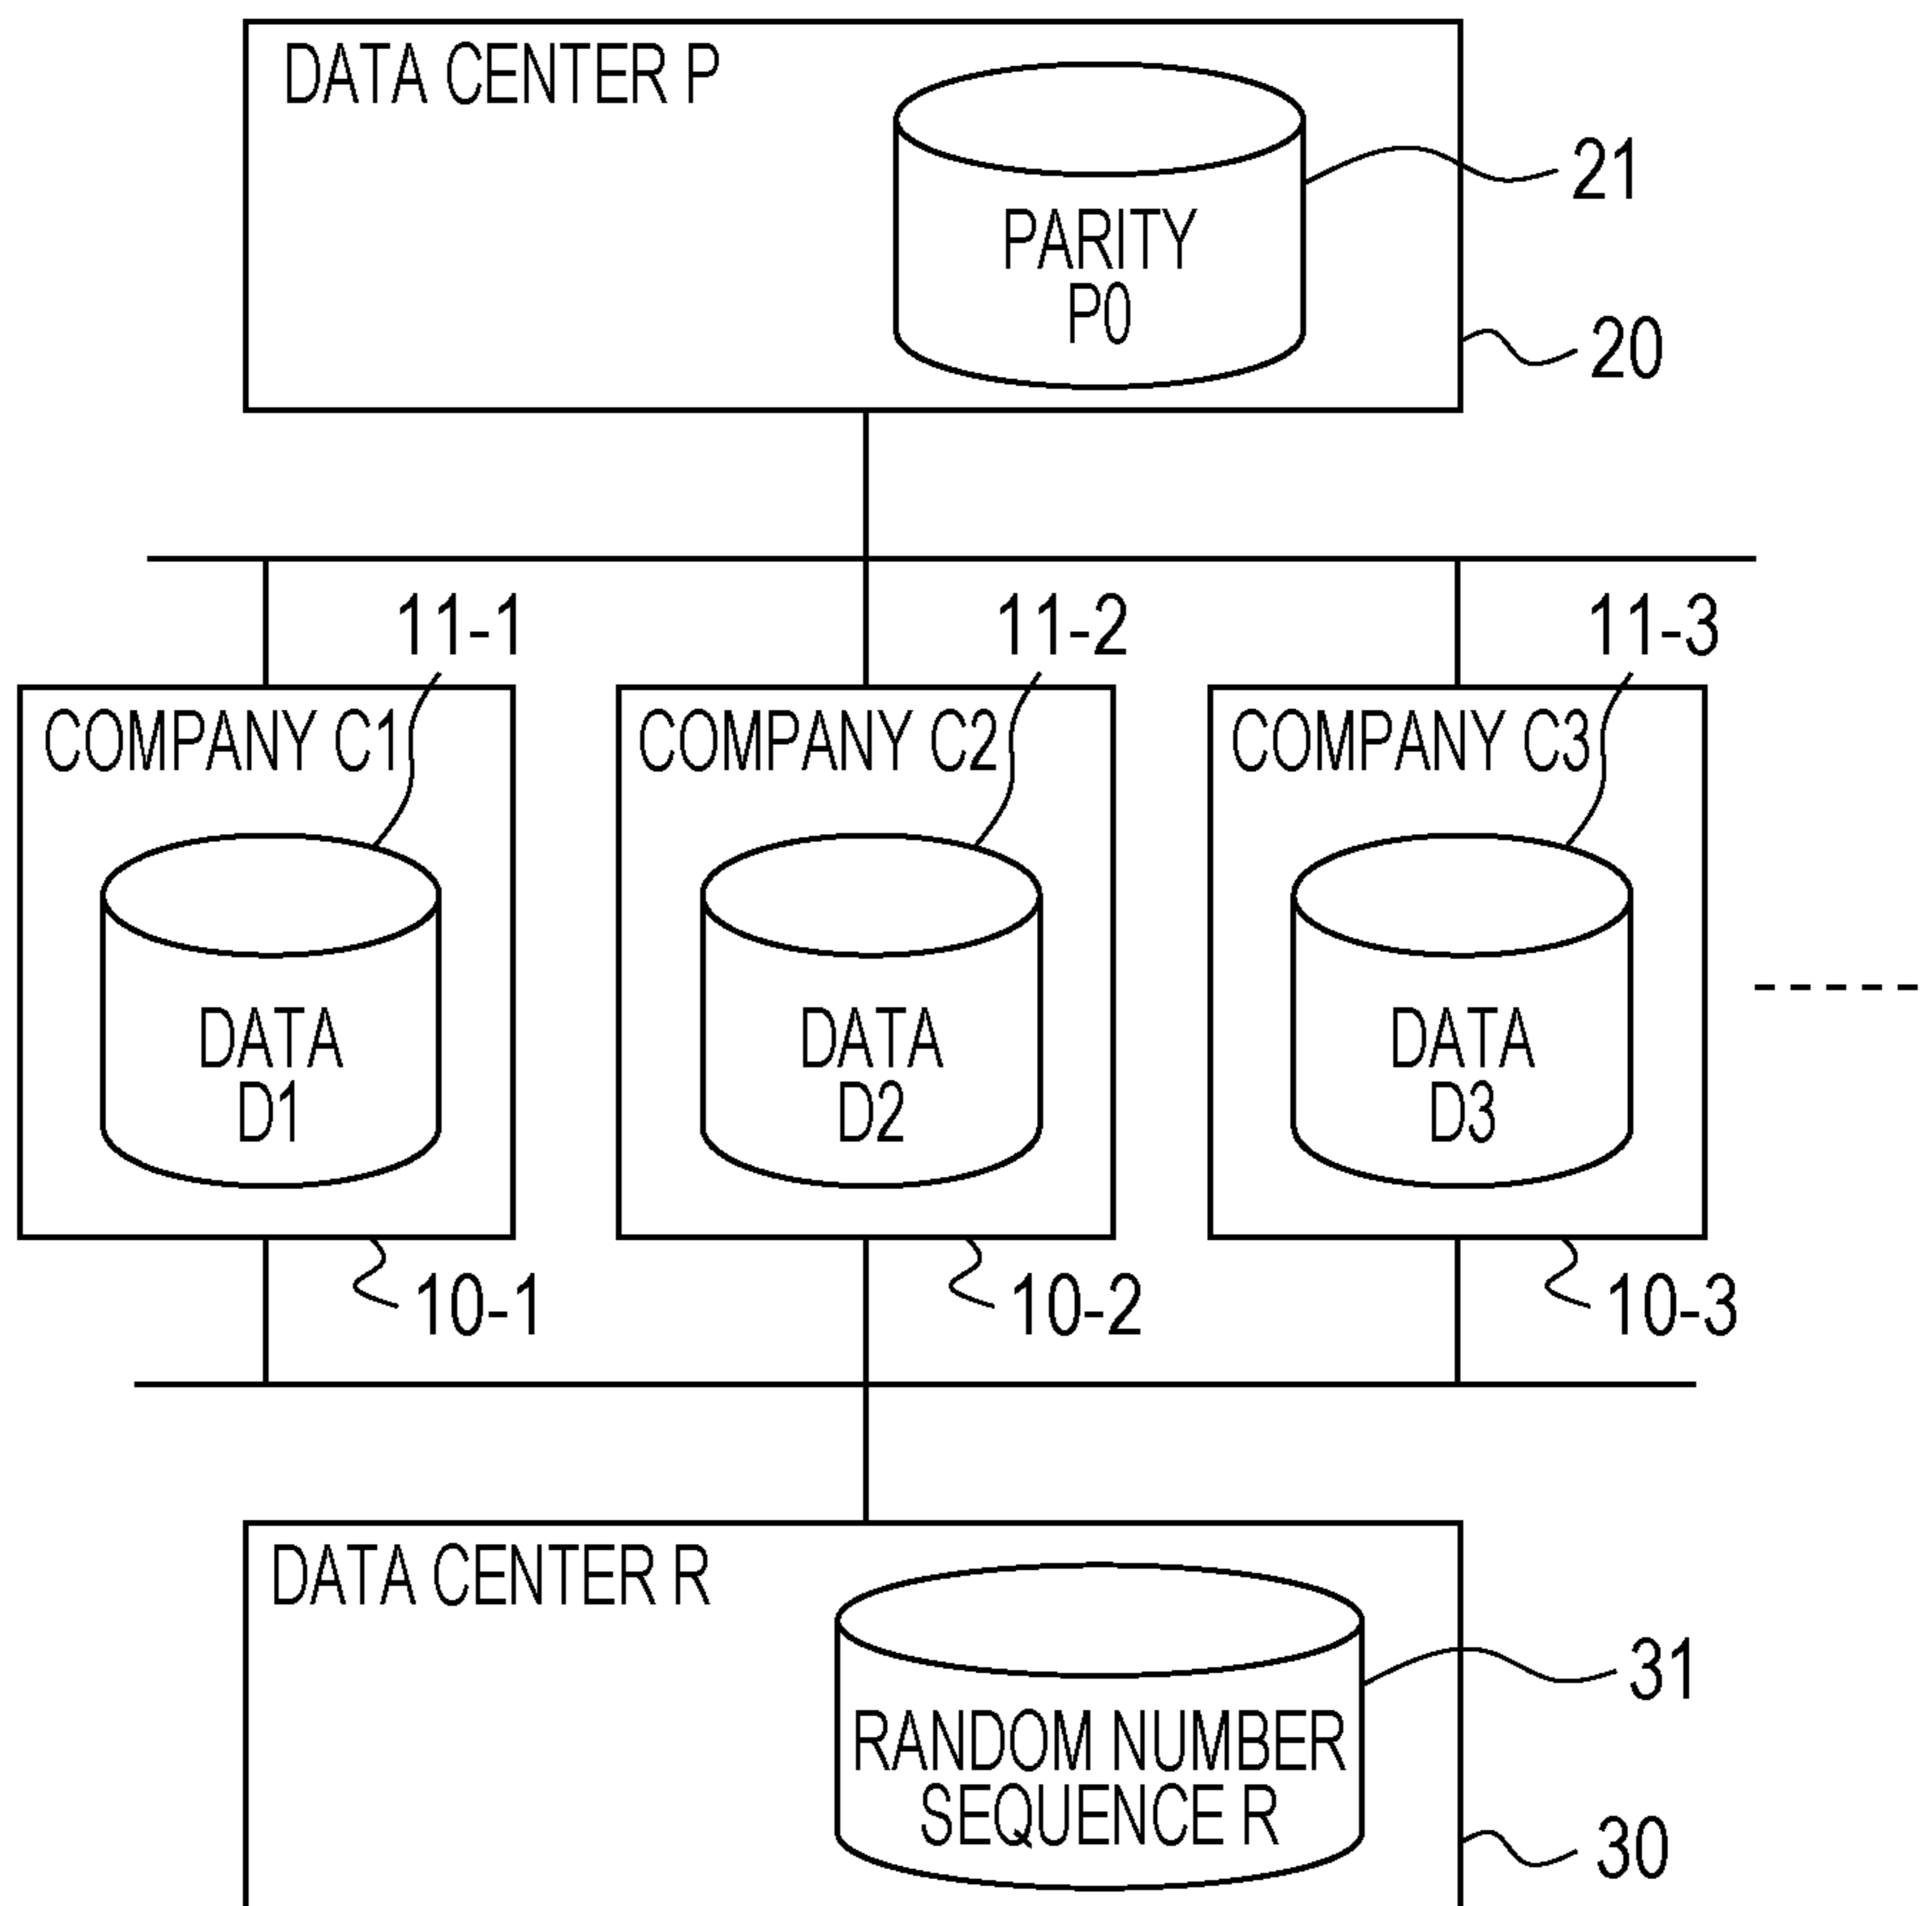 DATA CENTER P
21
PARITY
P0
20
11-1
11-2
11-3
COMPANY C1
COMPANY C2
COMPANY C3
DATA
D1
DATA
D2
DATA
D3
10-1
10-2
10-3
DATA CENTER R
31
RANDOM NUMBER
SEQUENCE R
30